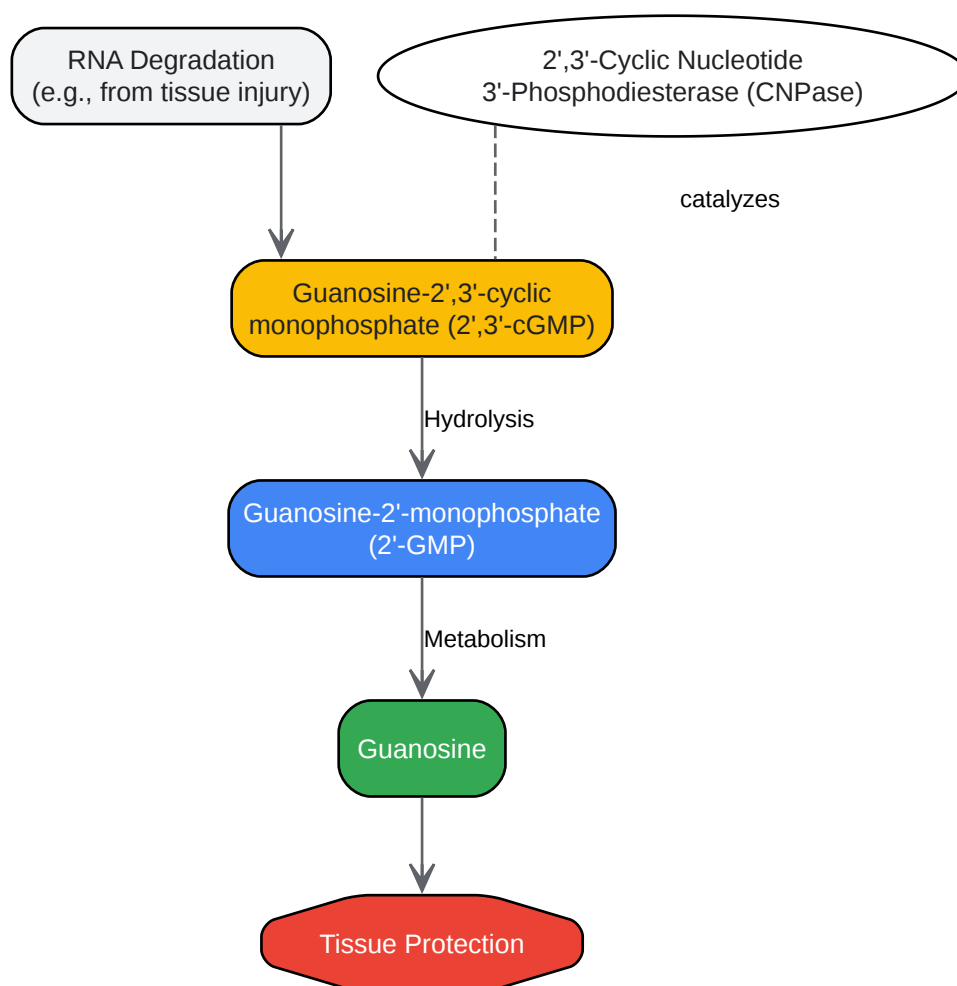 RNA Degradation
(e.g., from tissue injury)
2',3'-Cyclic Nucleotide
3'-Phosphodiesterase (CNPase)
catalyzes
Guanosine-2',3'-cyclic
monophosphate (2',3'-cGMP)
Hydrolysis
Guanosine-2'-monophosphate
(2'-GMP)
Metabolism
Guanosine
Tissue Protection